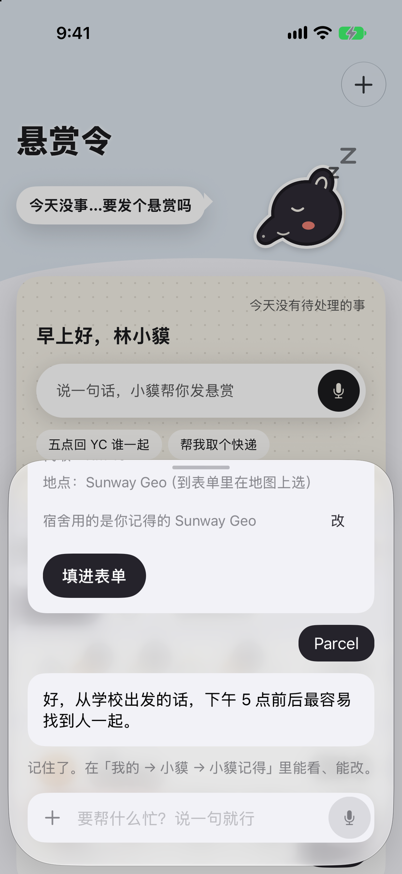 9:41
悬赏令
z
z
今天没事...要发个悬赏吗
今天没有待处理的事
早上好，林小貘
说一句话，小貘帮你发悬赏
五点回 YC 谁一起
帮我取个快递
地点：Sunway Geo (到表单里在地图上选)
宿舍用的是你记得的 Sunway Geo
改
填进表单
Parcel
好，从学校出发的话，下午 5 点前后最容易
找到人一起。
记住了。在「我的 → 小貘 → 小貘记得」里能看、能改。
要帮什么忙？说一句就行